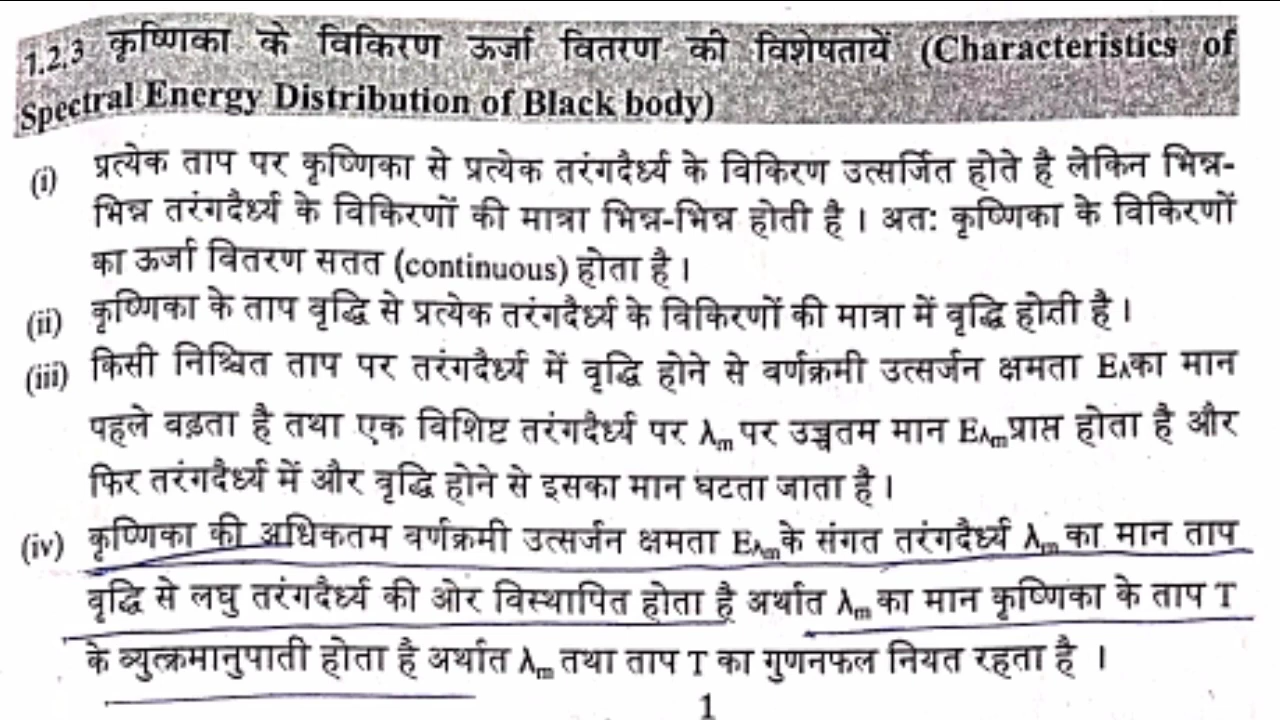 1.2.3 कृष्णिका के विकिरण ऊर्जा वितरण की विशेषतायें (Characteristics of
Spectral Energy Distribution of Black body)
(i) प्रत्येक ताप पर कृष्णिका से प्रत्येक तरंगदैर्ध्य के विकिरण उत्सर्जित होते है लेकिन भिन्न-
भिन्न तरंगदैर्ध्य के विकिरणों की मात्रा भिन्न-भिन्न होती है । अत: कृष्णिका के विकिरणों
का ऊर्जा वितरण सतत (continuous) होता है ।
(ii) कृष्णिका के ताप वृद्धि से प्रत्येक तरंगदैर्ध्य के विकिरणों की मात्रा में वृद्धि होती है ।
(iii) किसी निश्चित ताप पर तरंगदैर्ध्य में वृद्धि होने से वर्णक्रमी उत्सर्जन क्षमता Eλका मान
पहले बड़ता है तथा एक विशिष्ट तरंगदैर्ध्य पर λm पर उच्चतम मान Eλm प्राप्त होता है और
फिर तरंगदैर्ध्य में और वृद्धि होने से इसका मान घटता जाता है ।
(iv) कृष्णिका की अधिकतम वर्णक्रमी उत्सर्जन क्षमता Eλm के संगत तरंगदैर्ध्य λm का मान ताप
वृद्धि से लघु तरंगदैर्ध्य की ओर विस्थापित होता है अर्थात λm का मान कृष्णिका के ताप T
के व्युत्क्रमानुपाती होता है अर्थात λm तथा ताप T का गुणनफल नियत रहता है ।
1